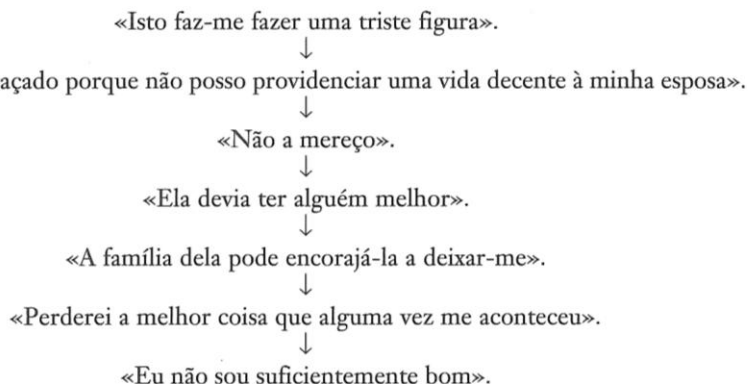 «Isto faz-me fazer uma triste figura».
↓
açado porque não posso providenciar uma vida decente à minha esposa».
↓
«Não a mereço».
↓
«Ela devia ter alguém melhor».
↓
«A família dela pode encorajá-la a deixar-me».
↓
«Perderei a melhor coisa que alguma vez me aconteceu».
↓
«Eu não sou suficientemente bom».